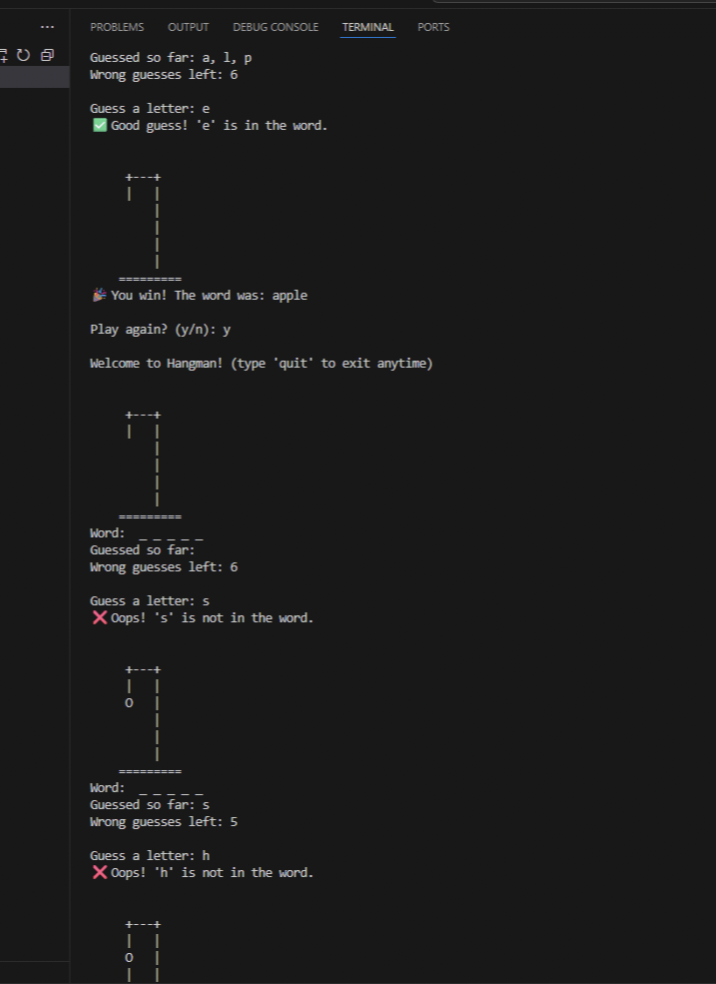 PROBLEMS OUTPUT DEBUG CONSOLE TERMINAL PORTS
Guessed so far: a, l, p
Wrong guesses left: 6
Guess a letter: e
✅ Good guess! 'e' is in the word.
+---+
|   |
    |
    |
    |
    |
=========
🎉 You win! The word was: apple
Play again? (y/n): y
Welcome to Hangman! (type 'quit' to exit anytime)
+---+
|   |
    |
    |
    |
    |
=========
Word:  _ _ _ _ _
Guessed so far:
Wrong guesses left: 6
Guess a letter: s
❌ Oops! 's' is not in the word.
+---+
|   |
O   |
    |
    |
    |
=========
Word:  _ _ _ _ _
Guessed so far: s
Wrong guesses left: 5
Guess a letter: h
❌ Oops! 'h' is not in the word.
+---+
|   |
O   |
|   |